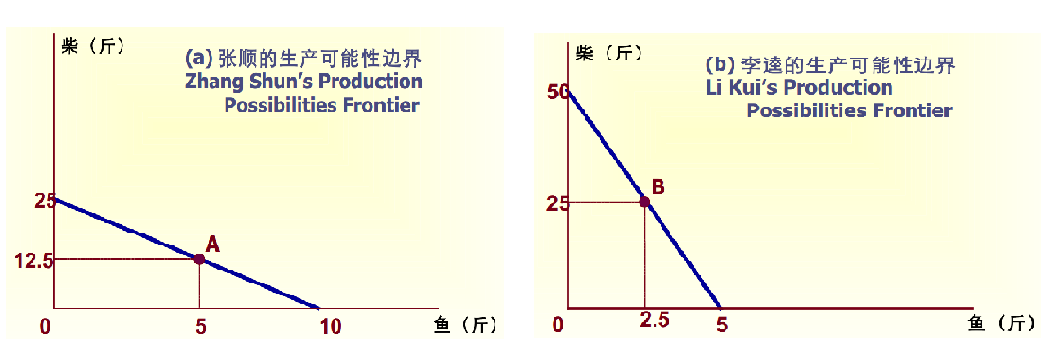 柴（斤）
(a) 张顺的生产可能性边界
Zhang Shun's Production
Possibilities Frontier
25
12.5
A
0
5
10
鱼（斤）
柴（斤）
(b) 李逵的生产可能性边界
Li Kui's Production
Possibilities Frontier
50
25
B
0
2.5
5
鱼（斤）